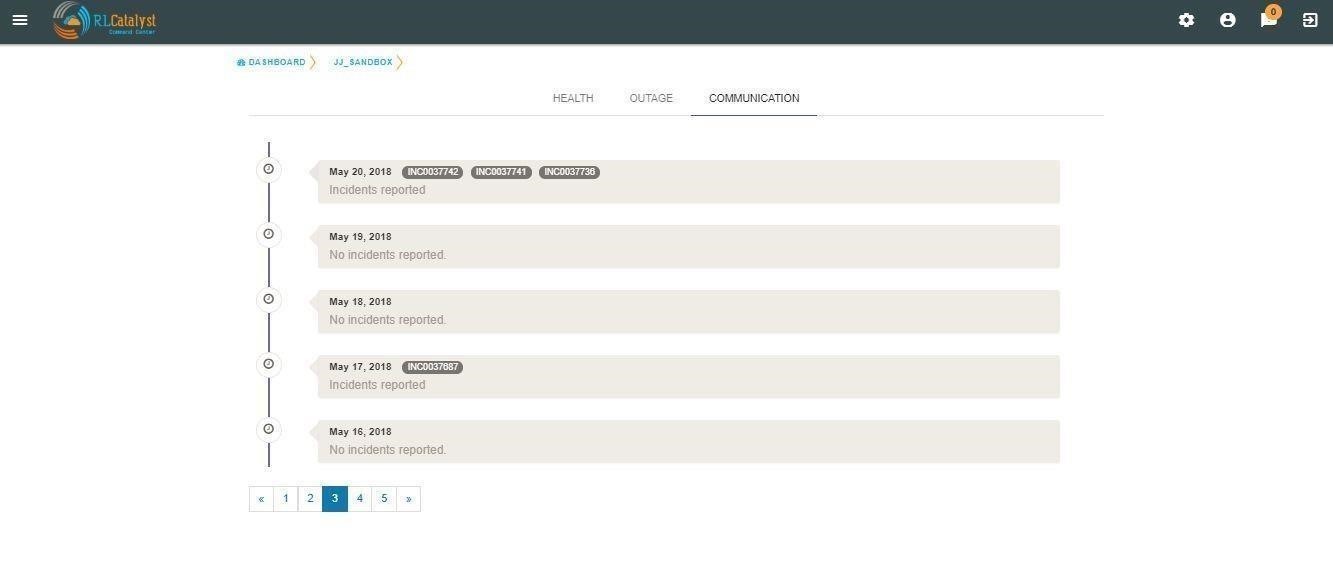 RLCatalyst
Command Center
0
DASHBOARD JJ_SANDBOX
HEALTH OUTAGE COMMUNICATION
May 20, 2018 INC0037742 INC0037741 INC0037736
Incidents reported
May 19, 2018
No incidents reported.
May 18, 2018
No incidents reported.
May 17, 2018 INC0037687
Incidents reported
May 16, 2018
No incidents reported.
« 1 2 3 4 5 »